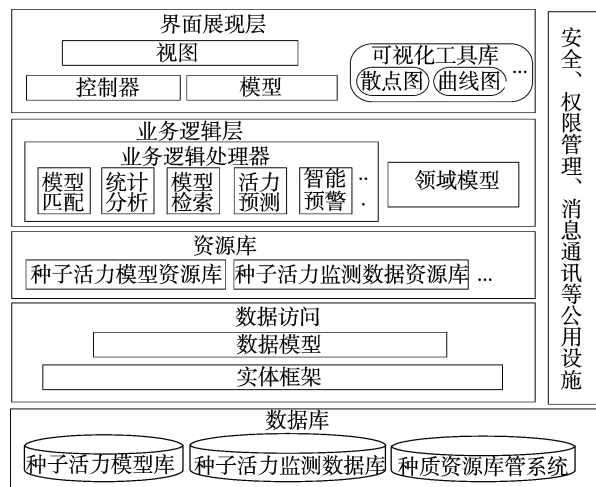 界面展现层
视图
控制器
模型
可视化工具库
散点图
曲线图
...
业务逻辑层
业务逻辑处理器
模型
匹配
统计
分析
模型
检索
活力
预测
智能
预警
...
领域模型
资源库
种子活力模型资源库
种子活力监测数据资源库
...
数据访问
数据模型
实体框架
数据库
种子活力模型库
种子活力监测数据库
种质资源库管系统
安全、权限管理、消息通讯等公用设施